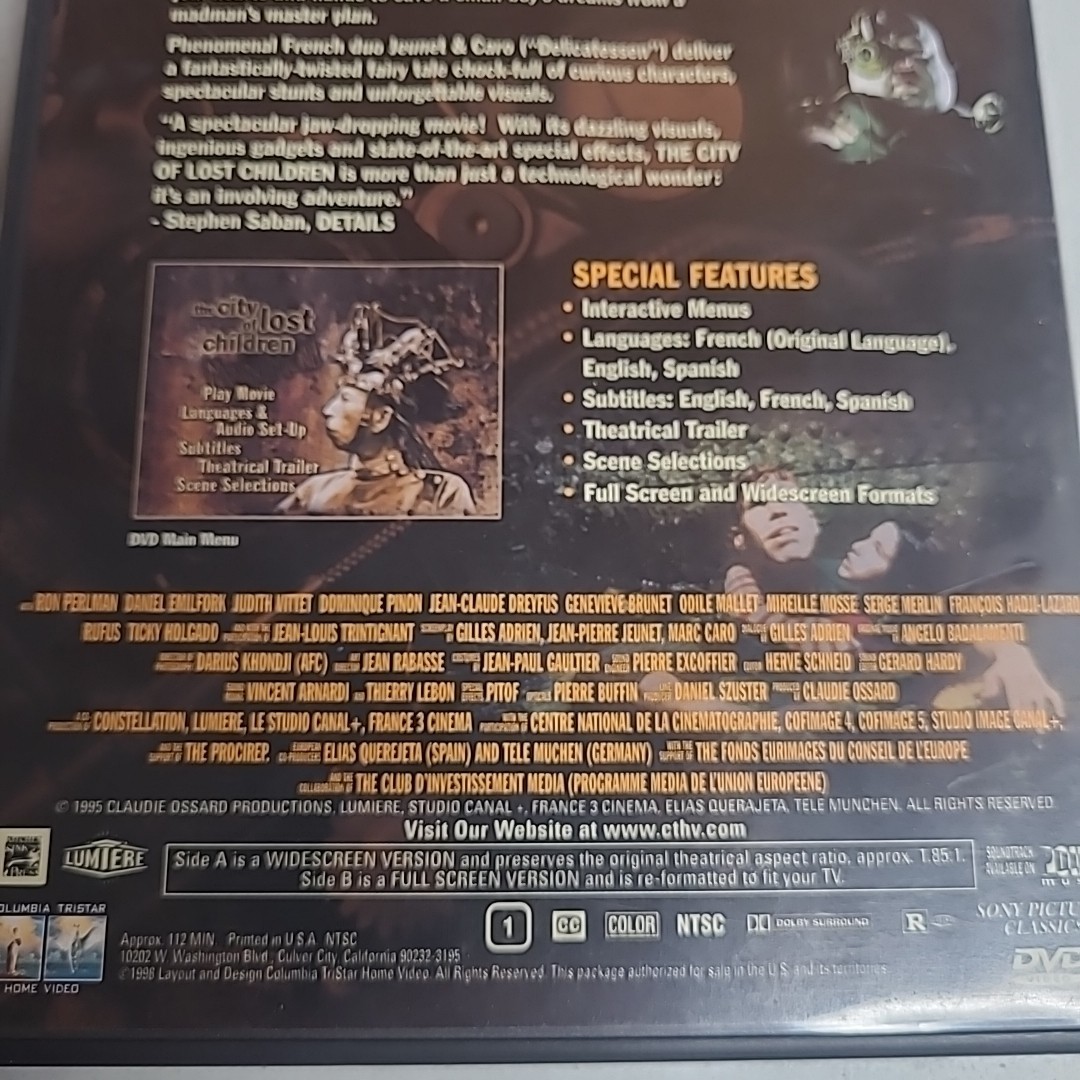 madman's master plan.
Phenomenal French duo Jeunet & Caro ("Delicatessen") deliver
a fantastically-twisted fairy tale chock-full of curious characters,
spectacular stunts and unforgettable visuals.
"A spectacular jaw-dropping movie! With its dazzling visuals,
ingenious gadgets and state-of-the-art special effects, THE CITY
OF LOST CHILDREN is more than just a technological wonder:
it's an involving adventure."
- Stephen Saban, DETAILS
the city
of lost
children
Play Movie
Languages &
Audio Set-Up
Subtitles
Theatrical Trailer
Scene Selections
DVD Main Menu
SPECIAL FEATURES
• Interactive Menus
• Languages: French (Original Language),
English, Spanish
• Subtitles: English, French, Spanish
• Theatrical Trailer
• Scene Selections
• Full Screen and Widescreen Formats
RON PERLMAN DANIEL EMILFORK JUDITH VITTET DOMINIQUE PINON JEAN-CLAUDE DREYFUS GENEVIEVE BRUNET ODILE MALLET MIREILLE MOSSE SERGE MERLIN FRANÇOIS HADJI-LAZARO
RUFUS TICKY HOLGADO JEAN-LOUIS TRINTIGNANT GILLES ADRIEN, JEAN-PIERRE JEUNET, MARC CARO GILLES ADRIEN ANGELO BADALAMENTI
DARIUS KHONDJI (AFC) JEAN RABASSE JEAN-PAUL GAULTIER PIERRE EXCOFFIER HERVE SCHNEID GERARD HARDY
VINCENT ARNARDI THIERRY LEBON PITOF PIERRE BUFFIN DANIEL SZUSTER CLAUDIE OSSARD
CONSTELLATION, LUMIERE, LE STUDIO CANAL+, FRANCE 3 CINEMA CENTRE NATIONAL DE LA CINEMATOGRAPHIE, COFIMAGE 4, COFIMAGE 5, STUDIO IMAGE CANAL+,
THE PROCIREP, ELIAS QUEREJETA (SPAIN) AND TELE MUCHEN (GERMANY) THE FONDS EURIMAGES DU CONSEIL DE L'EUROPE
THE CLUB D'INVESTISSEMENT MEDIA (PROGRAMME MEDIA DE L'UNION EUROPEENE)
© 1995 CLAUDIE OSSARD PRODUCTIONS, LUMIERE, STUDIO CANAL +, FRANCE 3 CINEMA, ELIAS QUERAJETA, TELE MUNCHEN. ALL RIGHTS RESERVED.
Visit Our Website at www.cthv.com
LUMIERE
Side A is a WIDESCREEN VERSION and preserves the original theatrical aspect ratio, approx. 1.85:1.
Side B is a FULL SCREEN VERSION and is re-formatted to fit your TV.
SOUNDTRACK
AVAILABLE ON
COLUMBIA TRISTAR
HOME VIDEO
1 CC COLOR NTSC DOLBY SURROUND R
SONY PICTU
CLASSIC
DVD
Approx. 112 MIN. Printed in U.S.A. NTSC
10202 W. Washington Blvd., Culver City, California 90232-3195
©1998 Layout and Design Columbia TriStar Home Video. All Rights Reserved. This package authorized for sale in the U.S. and its territories.